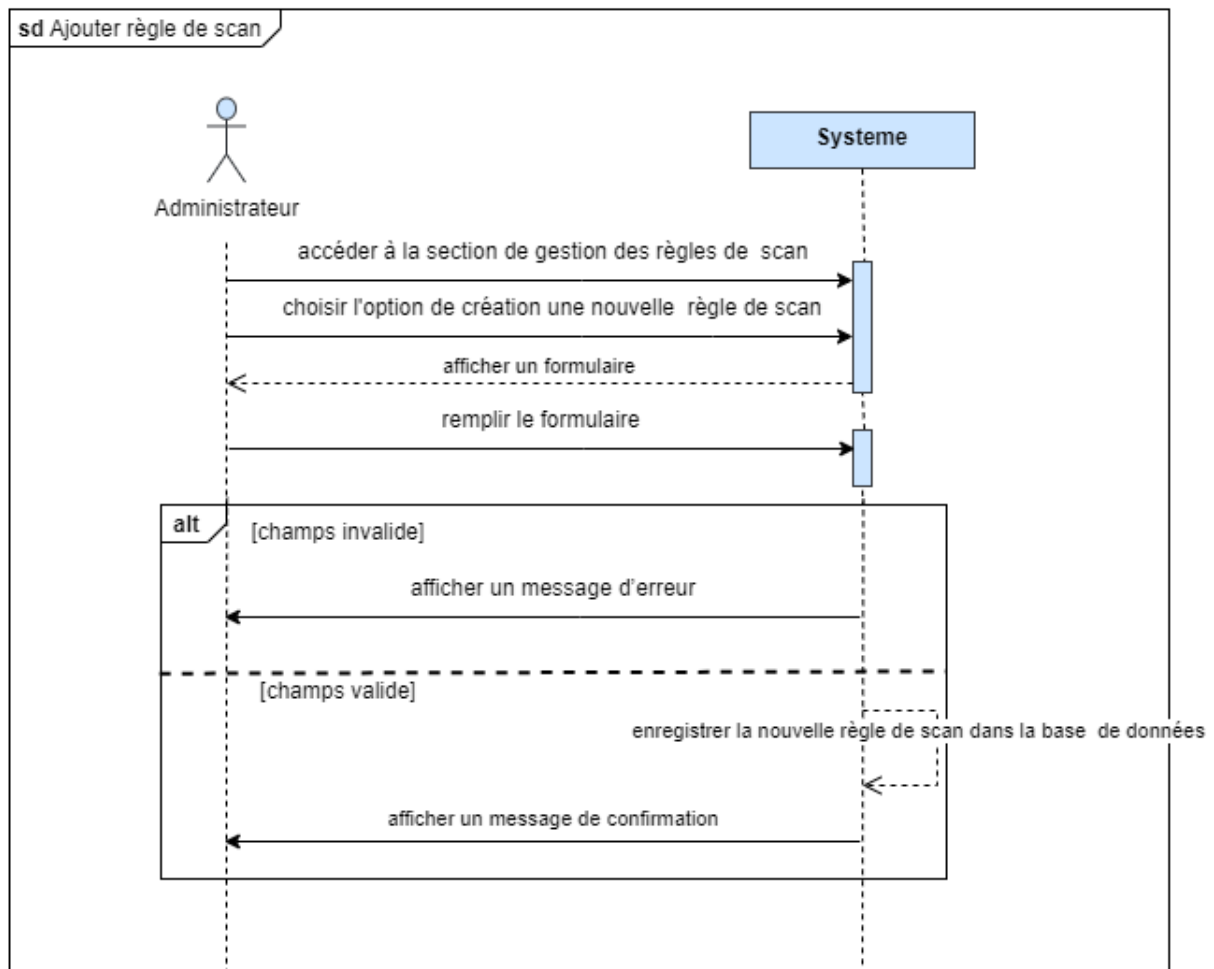 sd Ajouter règle de scan
Systeme
Administrateur
accéder à la section de gestion des règles de scan
choisir l'option de création une nouvelle règle de scan
afficher un formulaire
remplir le formulaire
alt
[champs invalide]
afficher un message d'erreur
[champs valide]
enregistrer la nouvelle règle de scan dans la base de données
afficher un message de confirmation